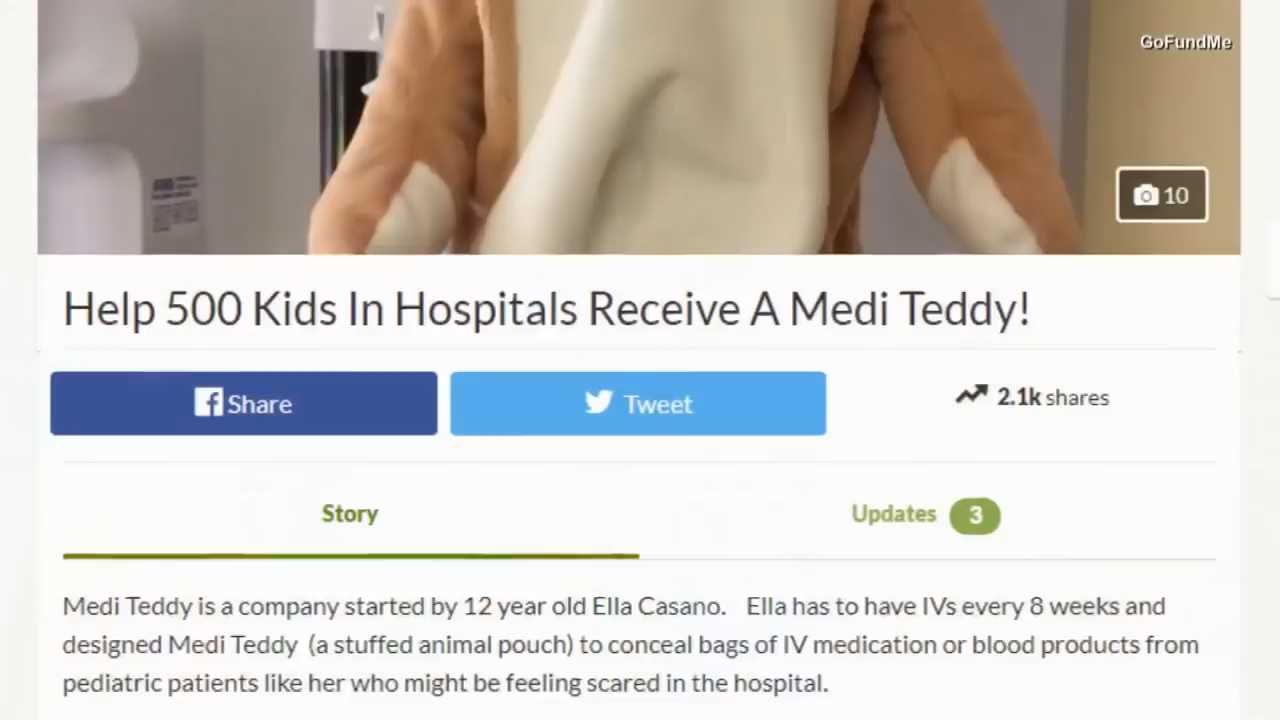 GoFundMe
10
Help 500 Kids In Hospitals Receive A Medi Teddy!
Share
Tweet
2.1k shares
Story
Updates 3
Medi Teddy is a company started by 12 year old Ella Casano. Ella has to have IVs every 8 weeks and
designed Medi Teddy (a stuffed animal pouch) to conceal bags of IV medication or blood products from
pediatric patients like her who might be feeling scared in the hospital.